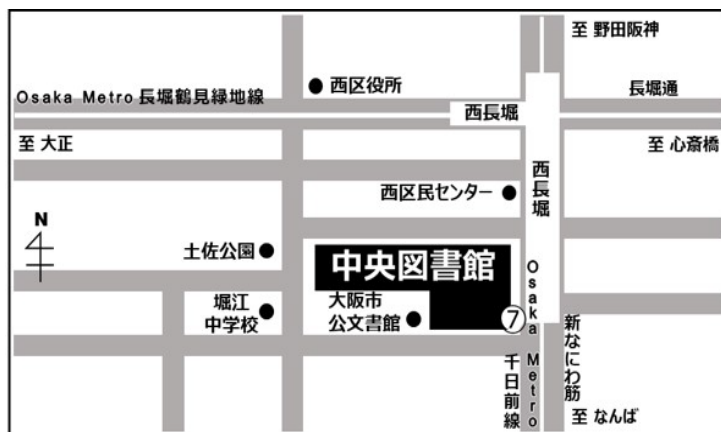 至 野田阪神
西区役所
長堀通
Osaka Metro 長堀鶴見緑地線
西長堀
至 大正
至 心斎橋
西長堀
西区民センター
N
土佐公園
中央図書館
堀江
中学校
大阪市
公文書館
⑦
Osaka Metro
千日前線
新なにわ筋
至 なんば